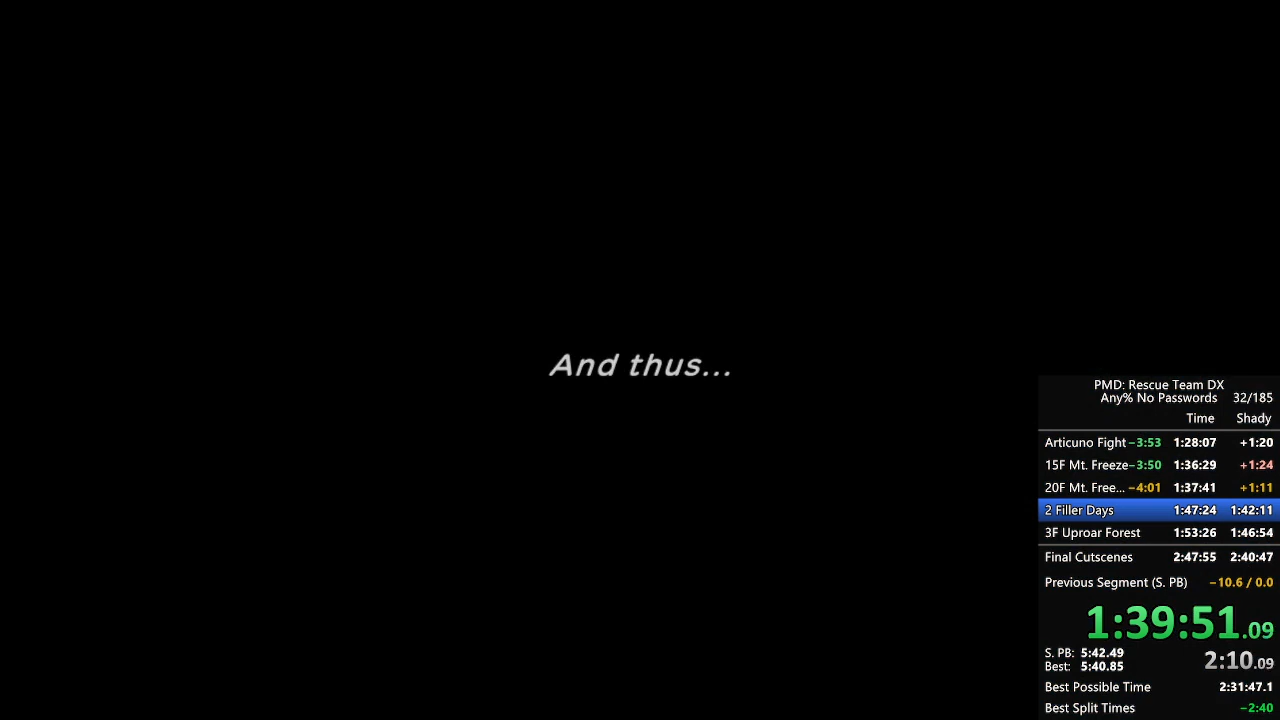 And thus...
PMD: Rescue Team DX
Any% No Passwords 32/185
Time Shady
Articuno Fight −3:53 1:28:07 +1:20
15F Mt. Freeze −3:50 1:36:29 +1:24
20F Mt. Free... −4:01 1:37:41 +1:11
2 Filler Days 1:47:24 1:42:11
3F Uproar Forest 1:53:26 1:46:54
Final Cutscenes 2:47:55 2:40:47
Previous Segment (S. PB) −10.6 / 0.0
1:39:51.09
S. PB: 5:42.49
Best: 5:40.85
2:10.09
Best Possible Time 2:31:47.1
Best Split Times −2:40